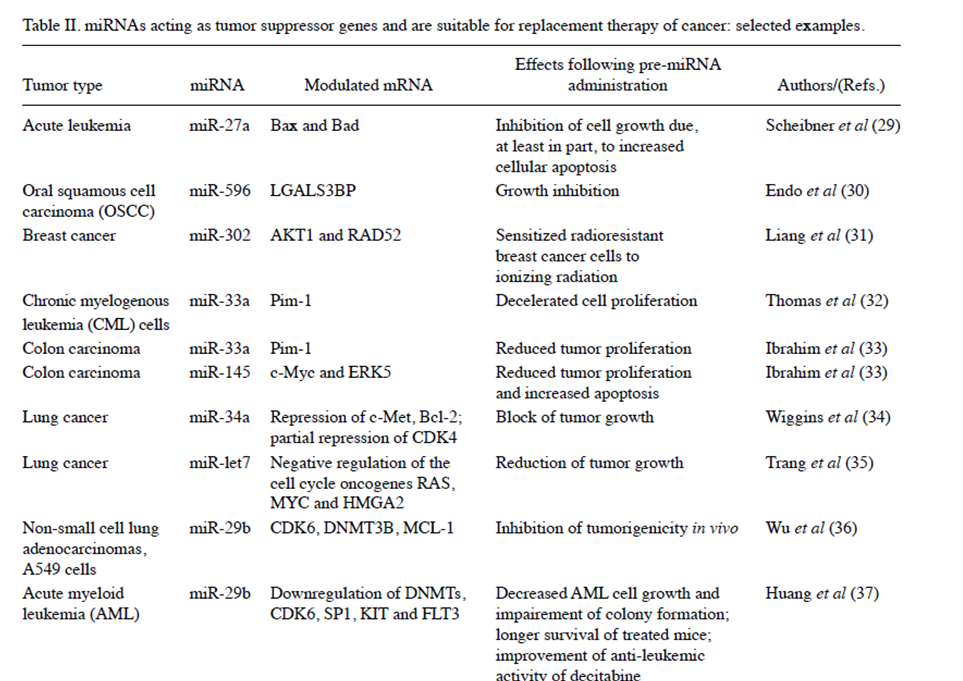 Table II. miRNAs acting as tumor suppressor genes and are suitable for replacement therapy of cancer: selected examples.
Effects following pre-miRNA
Tumor type miRNA Modulated mRNA administration Authors/(Refs.)
Acute leukemia miR-27a Bax and Bad Inhibition of cell growth due, Scheibner et al (29)
at least in part, to increased
cellular apoptosis
Oral squamous cell miR-596 LGALS3BP Growth inhibition Endo et al (30)
carcinoma (OSCC)
Breast cancer miR-302 AKT1 and RAD52 Sensitized radioresistant Liang et al (31)
breast cancer cells to
ionizing radiation
Chronic myelogenous miR-33a Pim-1 Decelerated cell proliferation Thomas et al (32)
leukemia (CML) cells
Colon carcinoma miR-33a Pim-1 Reduced tumor proliferation Ibrahim et al (33)
Colon carcinoma miR-145 c-Myc and ERK5 Reduced tumor proliferation Ibrahim et al (33)
and increased apoptosis
Lung cancer miR-34a Repression of c-Met, Bcl-2; Block of tumor growth Wiggins et al (34)
partial repression of CDK4
Lung cancer miR-let7 Negative regulation of the Reduction of tumor growth Trang et al (35)
cell cycle oncogenes RAS,
MYC and HMGA2
Non-small cell lung miR-29b CDK6, DNMT3B, MCL-1 Inhibition of tumorigenicity in vivo Wu et al (36)
adenocarcinomas,
A549 cells
Acute myeloid miR-29b Downregulation of DNMTs, Decreased AML cell growth and Huang et al (37)
leukemia (AML) CDK6, SP1, KIT and FLT3 impairement of colony formation;
longer survival of treated mice;
improvement of anti-leukemic
activity of decitabine